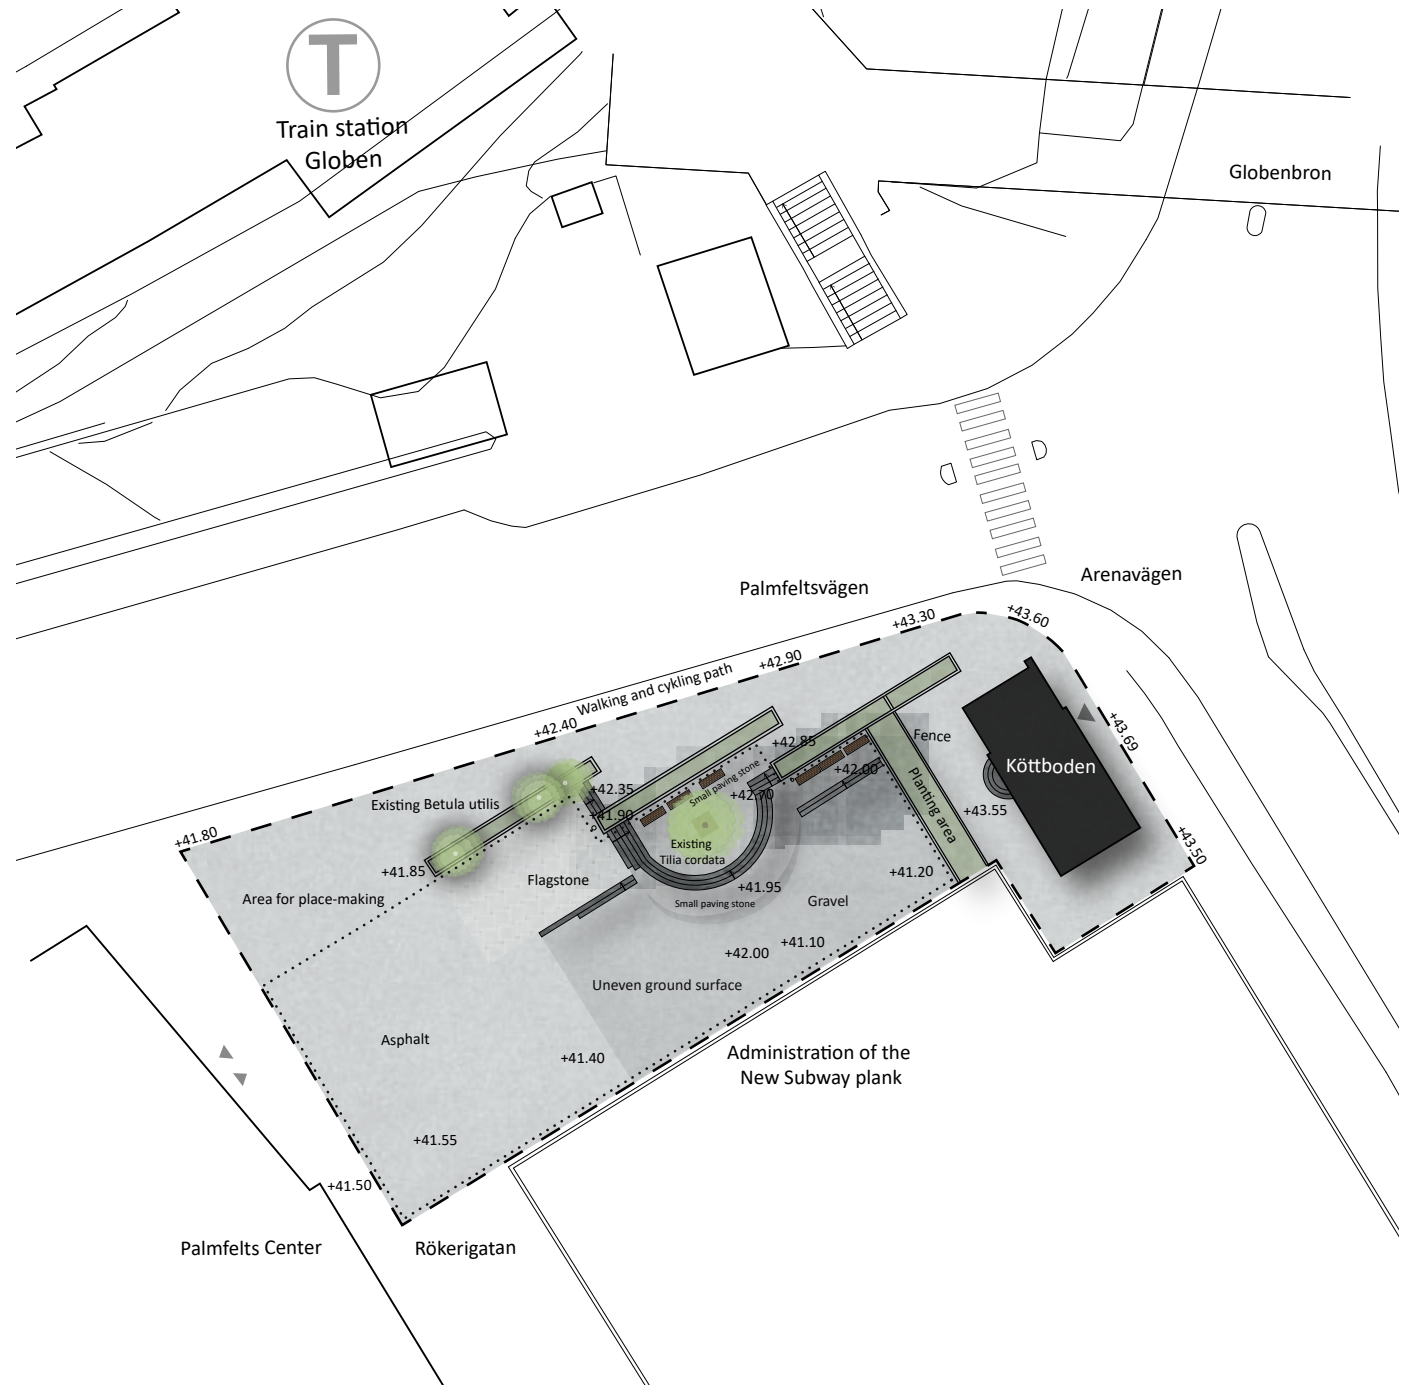 T
Train station
Globen
Globenbron
Palmfeltsvägen
Arenavägen
+43.30
+43.60
+42.90
Walking and cykling path
+42.40
+43.69
Fence
+42.85
Köttboden
+42.00
Small paving stone
+42.35
+42.70
Planting area
Existing Betula utilis
+41.90
+43.55
+41.80
Existing
Tilia cordata
+43.50
+41.85
+41.20
Flagstone
+41.95
Area for place-making
Small paving stone
Gravel
+41.10
+42.00
Uneven ground surface
Asphalt
+41.40
Administration of the
New Subway plank
+41.55
+41.50
Palmfelts Center
Rökerigatan